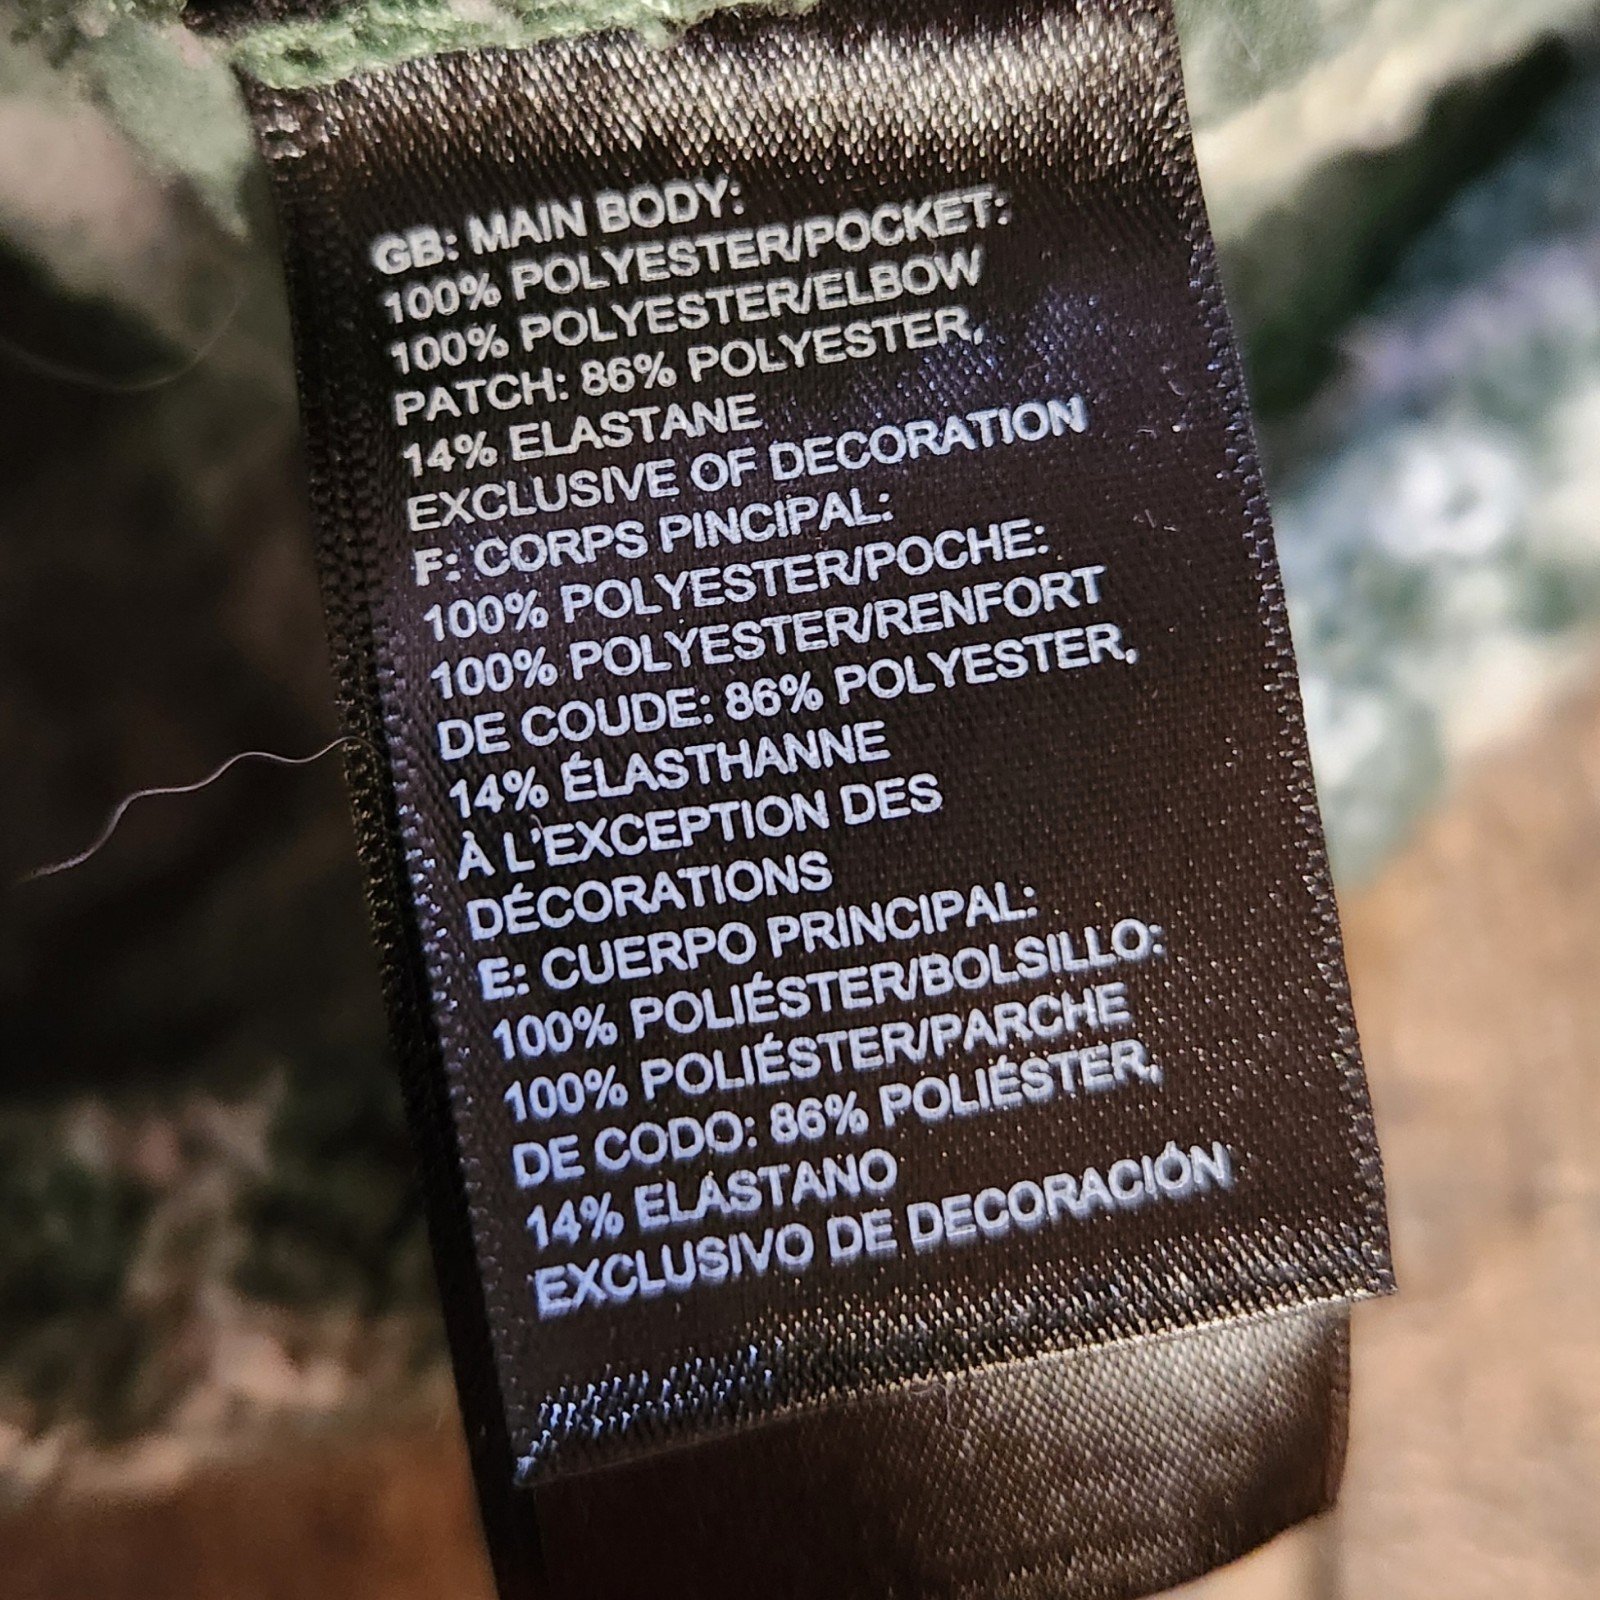 GB: MAIN BODY:
100% POLYESTER/POCKET:
100% POLYESTER/ELBOW
PATCH: 86% POLYESTER,
14% ELASTANE
EXCLUSIVE OF DECORATION
F: CORPS PINCIPAL:
100% POLYESTER/POCHE:
100% POLYESTER/RENFORT
DE COUDE: 86% POLYESTER,
14% ÉLASTHANNE
À L'EXCEPTION DES
DÉCORATIONS
E: CUERPO PRINCIPAL:
100% POLIÉSTER/BOLSILLO:
100% POLIÉSTER/PARCHE
DE CODO: 86% POLIÉSTER,
14% ELASTANO
EXCLUSIVO DE DECORACIÓN